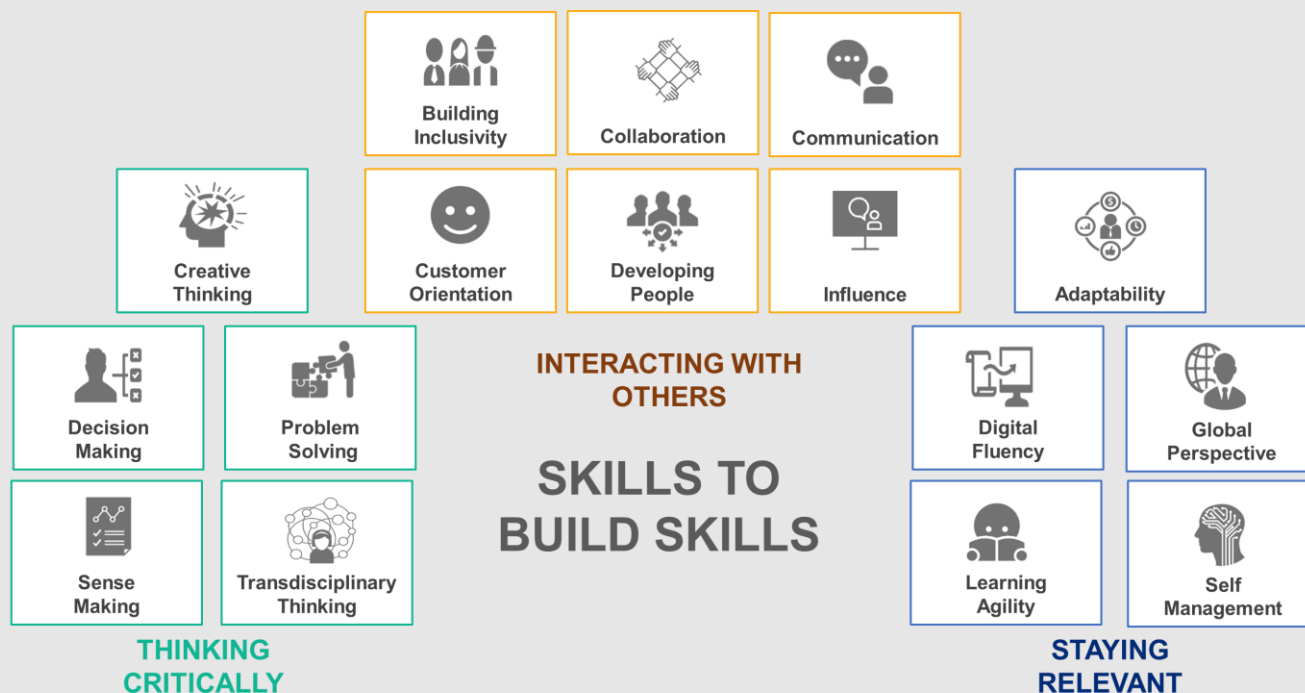 Building
Inclusivity
Collaboration
Communication
Creative
Thinking
Customer
Orientation
Developing
People
Influence
Adaptability
Decision
Making
Problem
Solving
INTERACTING WITH
OTHERS
Digital
Fluency
Global
Perspective
SKILLS TO
BUILD SKILLS
Sense
Making
Transdisciplinary
Thinking
Learning
Agility
Self
Management
THINKING
CRITICALLY
STAYING
RELEVANT